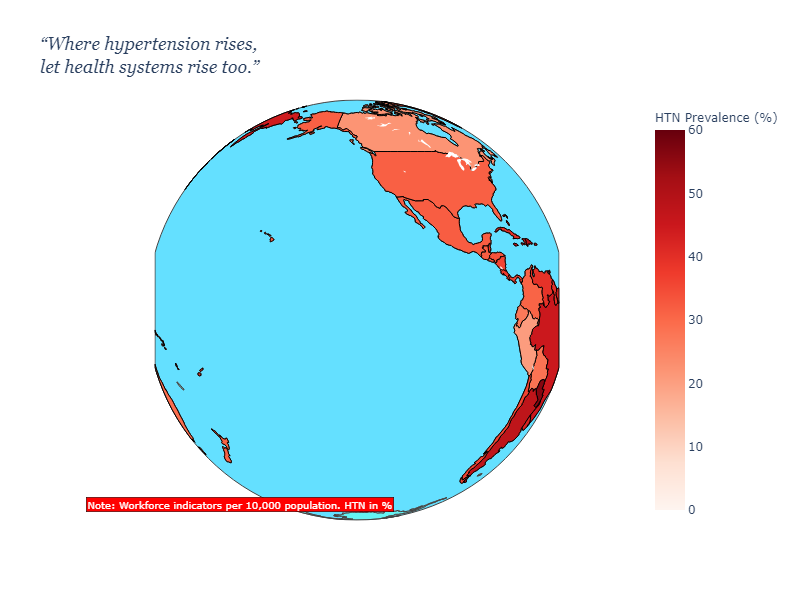 “Where hypertension rises,
let health systems rise too.”
HTN Prevalence (%)
60
50
40
30
20
10
0
Note: Workforce indicators per 10,000 population. HTN in %